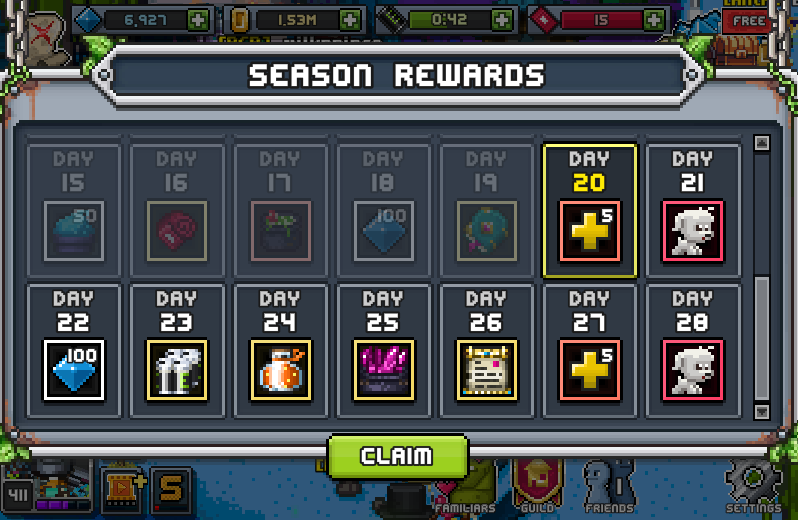 6,927
1,53M
0:42
15
FREE
SEASON REWARDS
DAY 15
50
DAY 16
DAY 17
DAY 18
100
DAY 19
DAY 20
5
DAY 21
DAY 22
100
DAY 23
DAY 24
DAY 25
DAY 26
DAY 27
5
DAY 28
CLAIM
411
S
FAMILIARS
GUILD
FRIENDS
SETTINGS